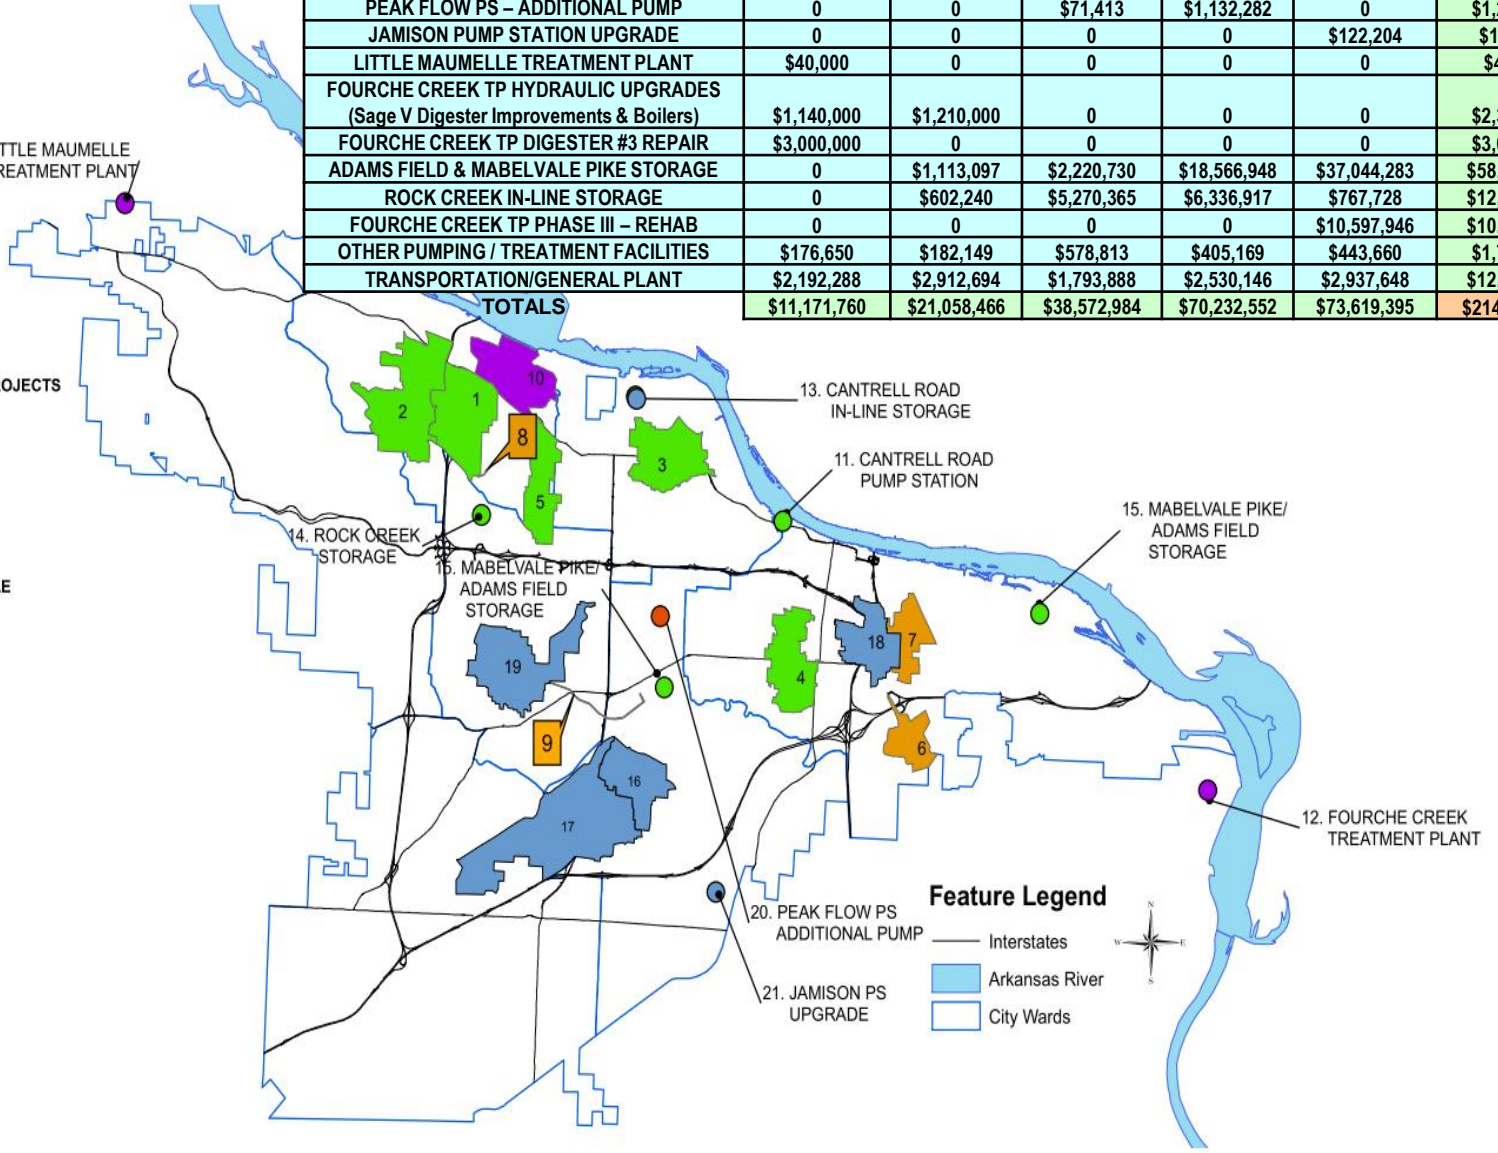 PEAK FLOW PS – ADDITIONAL PUMP 0 0 $71,413 $1,132,282 0
JAMISON PUMP STATION UPGRADE 0 0 0 0 $122,204
LITTLE MAUMELLE TREATMENT PLANT $40,000 0 0 0 0
FOURCHE CREEK TP HYDRAULIC UPGRADES
(Sage V Digester Improvements & Boilers) $1,140,000 $1,210,000 0 0 0
FOURCHE CREEK TP DIGESTER #3 REPAIR $3,000,000 0 0 0 0
ADAMS FIELD & MABELVALE PIKE STORAGE 0 $1,113,097 $2,220,730 $18,566,948 $37,044,283 $58
ROCK CREEK IN-LINE STORAGE 0 $602,240 $5,270,365 $6,336,917 $767,728 $12
FOURCHE CREEK TP PHASE III – REHAB 0 0 0 0 $10,597,946 $10
OTHER PUMPING / TREATMENT FACILITIES $176,650 $182,149 $578,813 $405,169 $443,660 $1,
TRANSPORTATION/GENERAL PLANT $2,192,288 $2,912,694 $1,793,888 $2,530,146 $2,937,648 $12
TOTALS $11,171,760 $21,058,466 $38,572,984 $70,232,552 $73,619,395 $214
TTLE MAUMELLE
REATMENT PLANT
OJECTS
E
10
1
2
8
3
5
13. CANTRELL ROAD
IN-LINE STORAGE
11. CANTRELL ROAD
PUMP STATION
15. MABELVALE PIKE/
ADAMS FIELD
STORAGE
14. ROCK CREEK
STORAGE
15. MABELVALE PIKE/
ADAMS FIELD
STORAGE
19
4
18
7
9
6
16
17
12. FOURCHE CREEK
TREATMENT PLANT
20. PEAK FLOW PS
ADDITIONAL PUMP
21. JAMISON PS
UPGRADE
Feature Legend
Interstates
Arkansas River
City Wards
N
W E
S